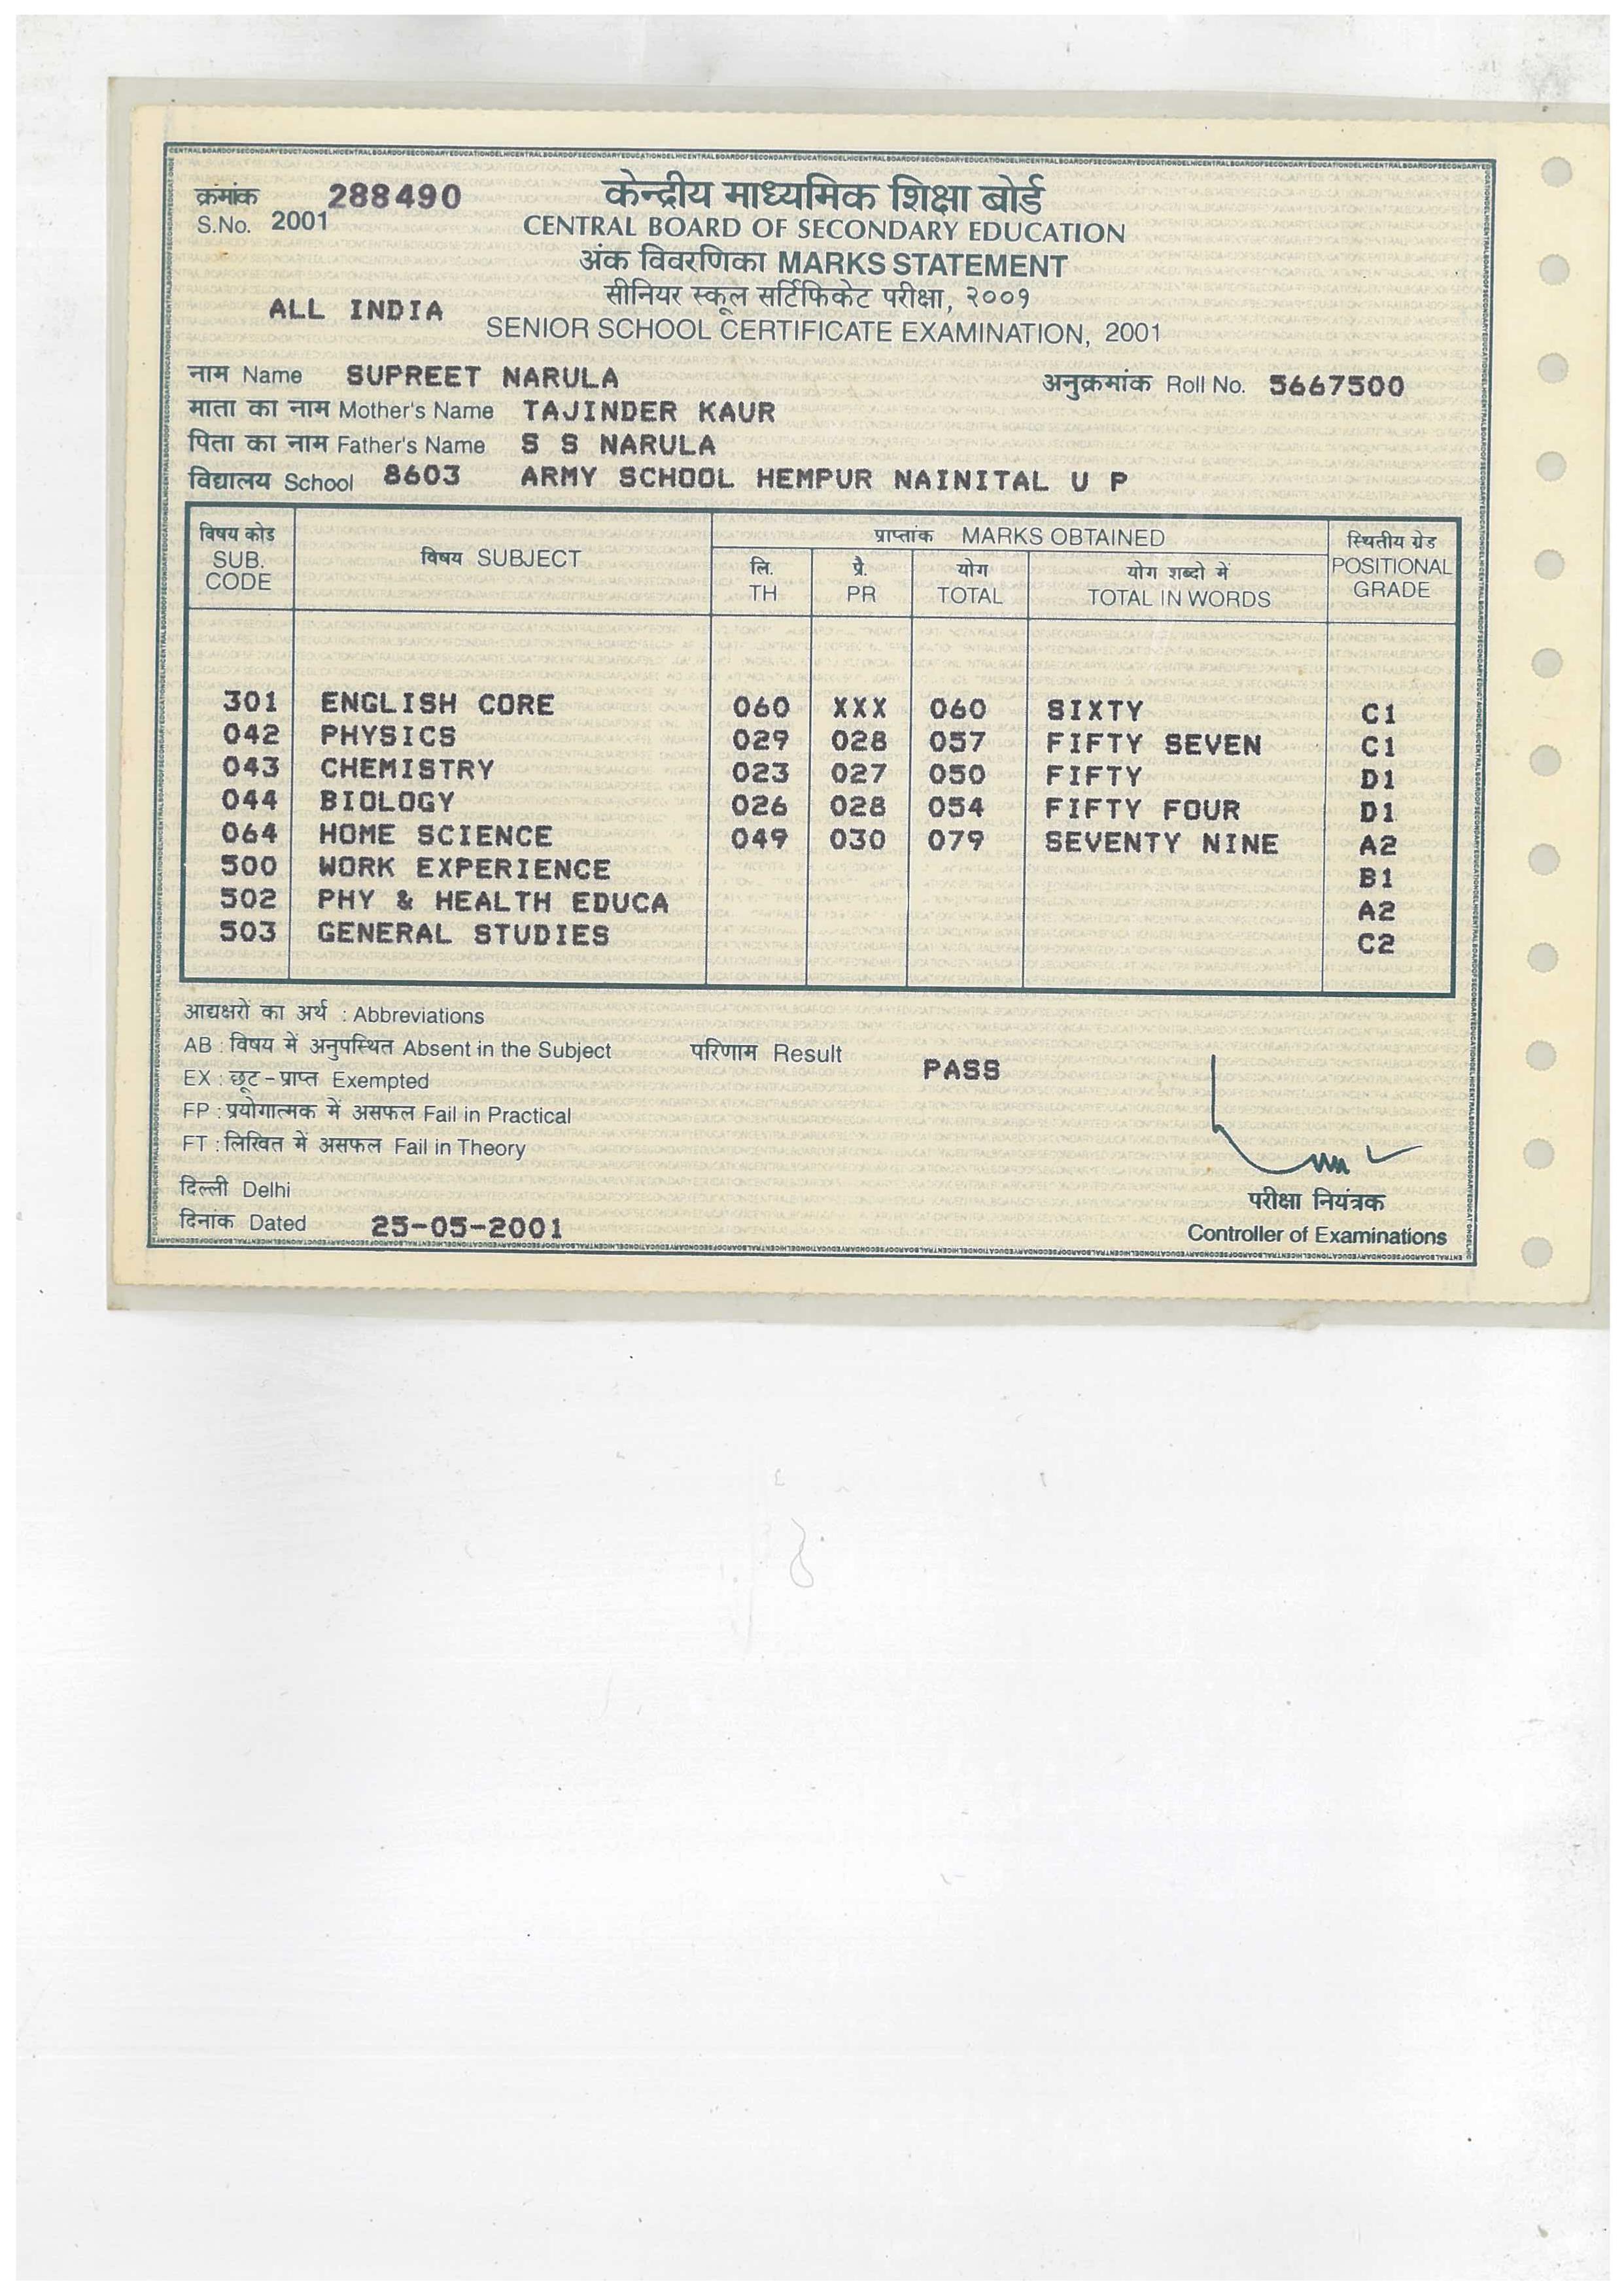 क्रमांक 288490
S.No. 2001
केन्द्रीय माध्यमिक शिक्षा बोर्ड
CENTRAL BOARD OF SECONDARY EDUCATION
अंक विवरणिका MARKS STATEMENT
सीनियर स्कूल सर्टिफिकेट परीक्षा, २००१
ALL INDIA
SENIOR SCHOOL CERTIFICATE EXAMINATION, 2001
नाम Name SUPREET NARULA अनुक्रमांक Roll No. 5667500
माता का नाम Mother's Name TAJINDER KAUR
पिता का नाम Father's Name S S NARULA
विद्यालय School 8603 ARMY SCHOOL HEMPUR NAINITAL U P
विषय कोड SUB. CODE विषय SUBJECT प्राप्तांक MARKS OBTAINED स्थितीय ग्रेड POSITIONAL GRADE
लि. TH प्रै. PR योग TOTAL योग शब्दो में TOTAL IN WORDS
301 ENGLISH CORE 060 XXX 060 SIXTY C1
042 PHYSICS 029 028 057 FIFTY SEVEN C1
043 CHEMISTRY 023 027 050 FIFTY D1
044 BIOLOGY 026 028 054 FIFTY FOUR D1
064 HOME SCIENCE 049 030 079 SEVENTY NINE A2
500 WORK EXPERIENCE B1
502 PHY & HEALTH EDUCA A2
503 GENERAL STUDIES C2
आद्यक्षरों का अर्थ : Abbreviations
AB : विषय में अनुपस्थित Absent in the Subject परिणाम Result PASS
EX : छूट-प्राप्त Exempted
FP : प्रयोगात्मक में असफल Fail in Practical
FT : लिखित में असफल Fail in Theory
दिल्ली Delhi
दिनांक Dated 25-05-2001
परीक्षा नियंत्रक
Controller of Examinations